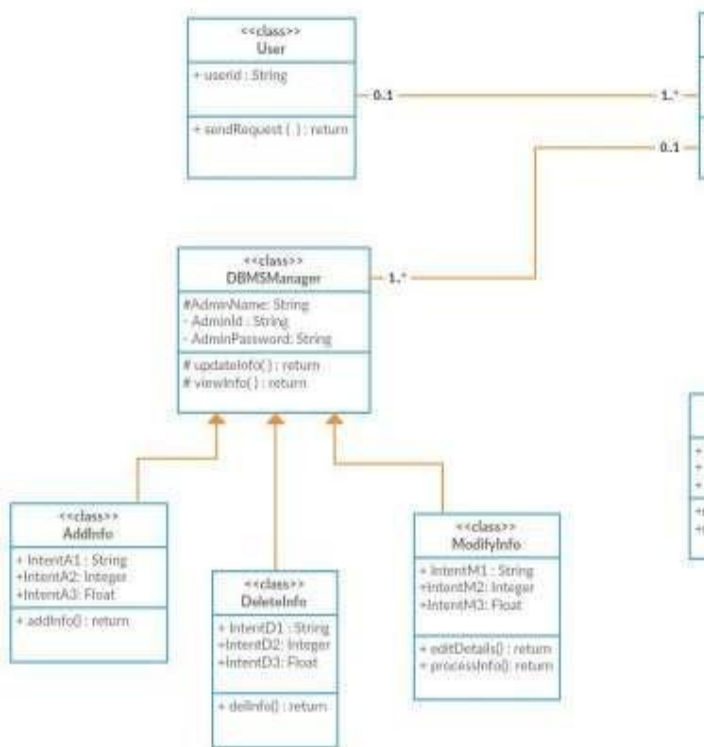 <<class>>
User
+ userid : String
+ sendRequest ( ) : return
0.1
1..*
0.1
<<class>>
DBMSManager
#AdminName: String
- AdminId : String
- AdminPassword: String
# updateInfo( ) : return
# viewInfo( ) : return
1..*
<<class>>
AddInfo
+ IntentA1 : String
+IntentA2: Integer
+IntentA3: Float
+ addInfo() : return
<<class>>
DeleteInfo
+ IntentD1 : String
+IntentD2: Integer
+IntentD3: Float
+ delInfo() : return
<<class>>
ModifyInfo
+ IntentM1 : String
+IntentM2: Integer
+IntentM3: Float
+ editDetails() : return
+ processInfo(): return
+
+
+